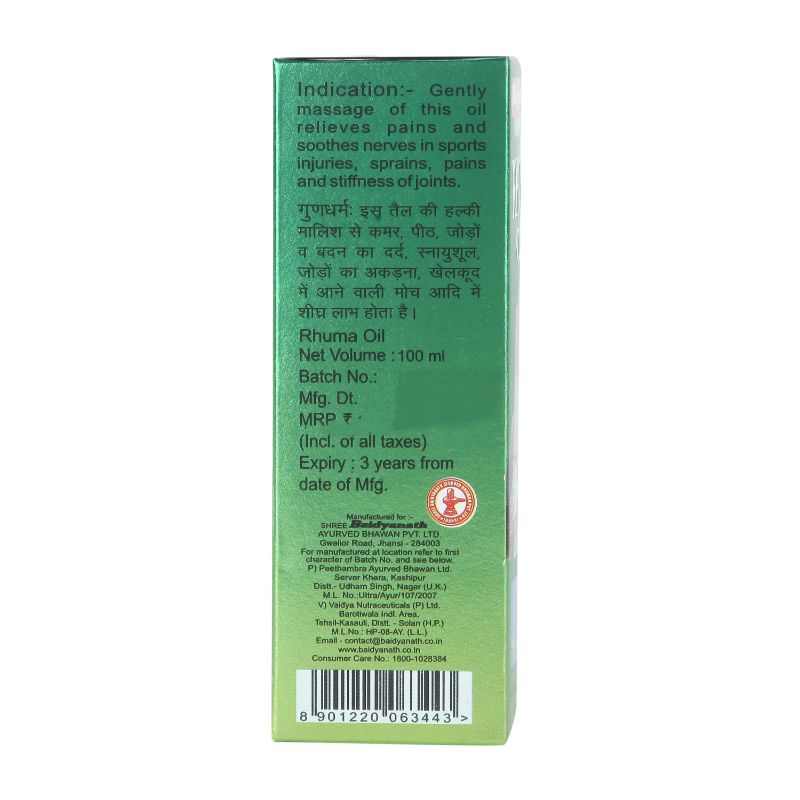 Indication:- Gently
massage of this oil
relieves pains and
soothes nerves in sports
injuries, sprains, pains
and stiffness of joints.
गुणधर्मः इस तैल की हल्की
मालिश से कमर, पीठ, जोड़ों
व बदन का दर्द, स्नायुशूल,
जोड़ों का अकड़ना, खेलकूद
में आने वाली मोच आदि में
शीघ्र लाभ होता है।
Rhuma Oil
Net Volume : 100 ml
Batch No.:
Mfg. Dt.
MRP ₹
(Incl. of all taxes)
Expiry : 3 years from
date of Mfg.
Manufactured for :-
SHREE Baidyanath
AYURVED BHAWAN PVT. LTD.
Gwelior Road, Jhansi - 284003
For manufactured at location refer to first
character of Batch No. and see below.
P) Peethambra Ayurved Bhawan Ltd.
Server Khera, Kashipur
Distt.- Udham Singh, Nagar (U.K.)
M.L. No.:Uttra/Ayur/107/2007
V) Vaidya Nutraceuticals (P) Ltd.
Barotiwala Indl. Area,
Tehsil-Kasauli, Distt. - Solan (H.P.)
M.L.No.: HP-08-AY. (L.L.)
Email - contact@baidyanath.co.in
www.baidyanath.co.in
Consumer Care No.: 1800-1028384
8 901220 063443 >